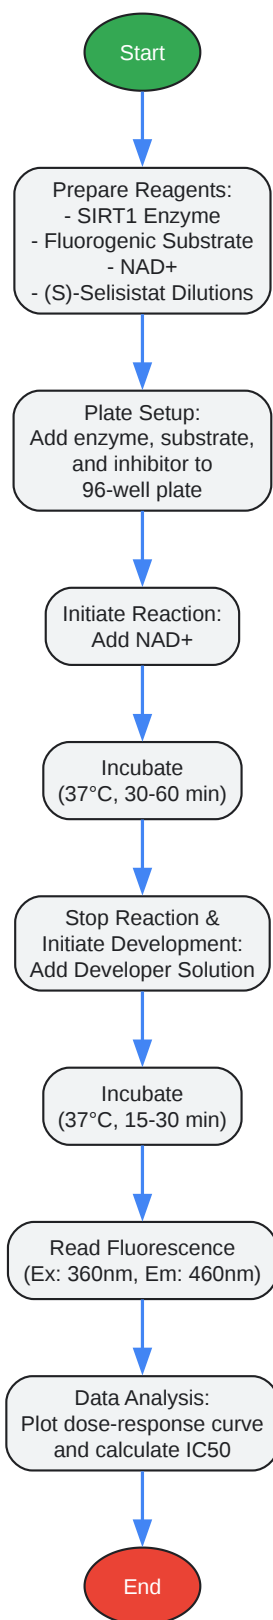 Start
Prepare Reagents:
- SIRT1 Enzyme
- Fluorogenic Substrate
- NAD+
- (S)-Selisistat Dilutions
Plate Setup:
Add enzyme, substrate,
and inhibitor to
96-well plate
Initiate Reaction:
Add NAD+
Incubate
(37°C, 30-60 min)
Stop Reaction &
Initiate Development:
Add Developer Solution
Incubate
(37°C, 15-30 min)
Read Fluorescence
(Ex: 360nm, Em: 460nm)
Data Analysis:
Plot dose-response curve
and calculate IC50
End